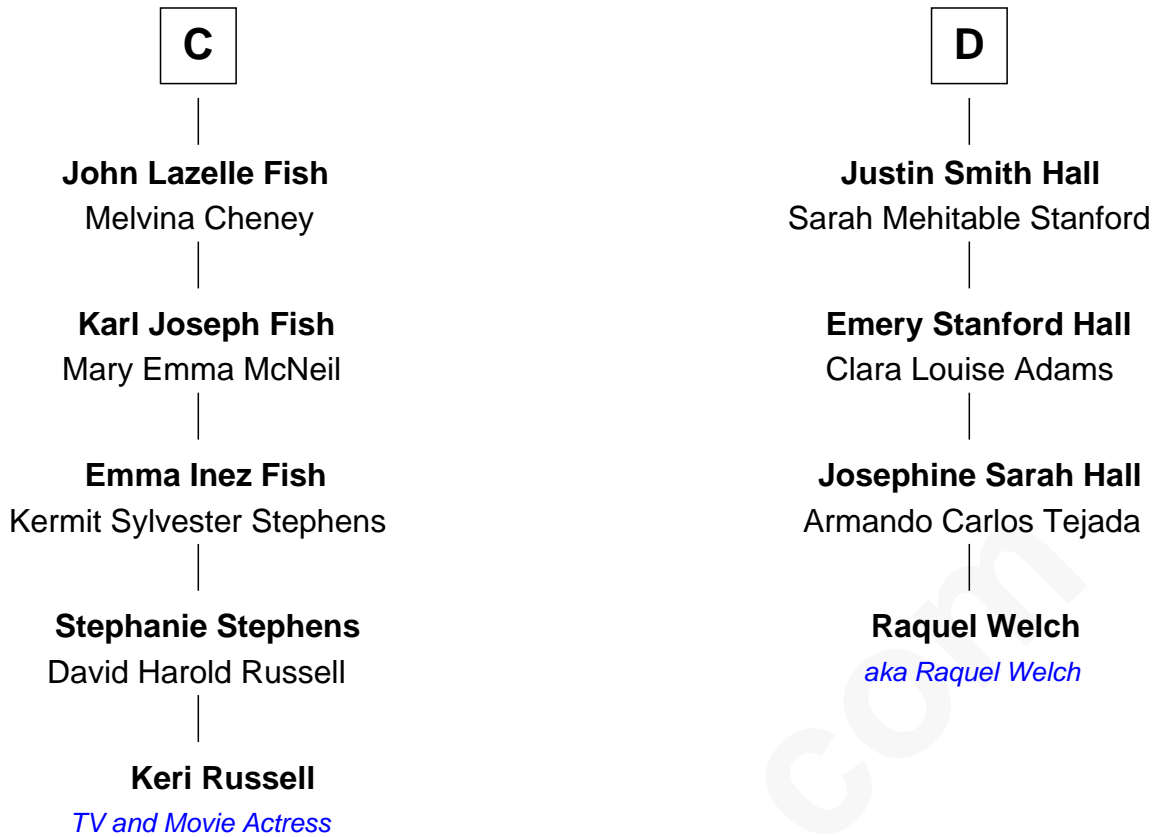 C
John Lazelle Fish
Melvina Cheney
Karl Joseph Fish
Mary Emma McNeil
Emma Inez Fish
Kermit Sylvester Stephens
Stephanie Stephens
David Harold Russell
Keri Russell
TV and Movie Actress
D
Justin Smith Hall
Sarah Mehitable Stanford
Emery Stanford Hall
Clara Louise Adams
Josephine Sarah Hall
Armando Carlos Tejada
Raquel Welch
aka Raquel Welch
com